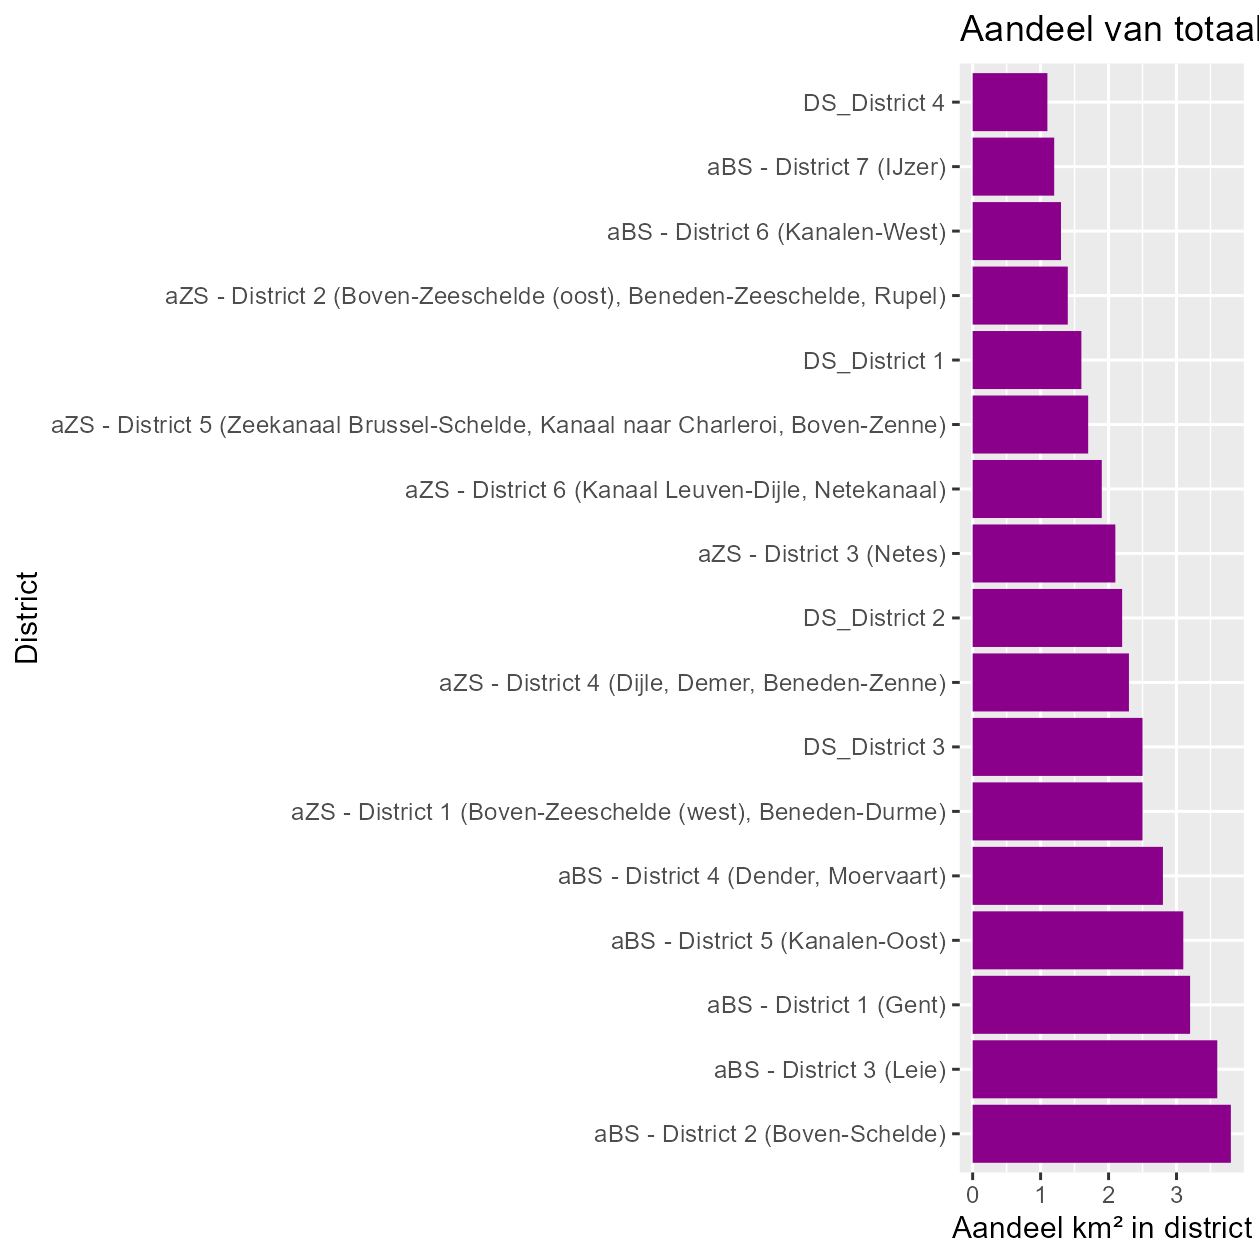 Aandeel van totaal
DS_District 4
aBS - District 7 (IJzer)
aBS - District 6 (Kanalen-West)
aZS - District 2 (Boven-Zeeschelde (oost), Beneden-Zeeschelde, Rupel)
DS_District 1
aZS - District 5 (Zeekanaal Brussel-Schelde, Kanaal naar Charleroi, Boven-Zenne)
aZS - District 6 (Kanaal Leuven-Dijle, Netekanaal)
aZS - District 3 (Netes)
DS_District 2
aZS - District 4 (Dijle, Demer, Beneden-Zenne)
DS_District 3
aZS - District 1 (Boven-Zeeschelde (west), Beneden-Durme)
aBS - District 4 (Dender, Moervaart)
aBS - District 5 (Kanalen-Oost)
aBS - District 1 (Gent)
aBS - District 3 (Leie)
aBS - District 2 (Boven-Schelde)
District
0 1 2 3
Aandeel km² in district